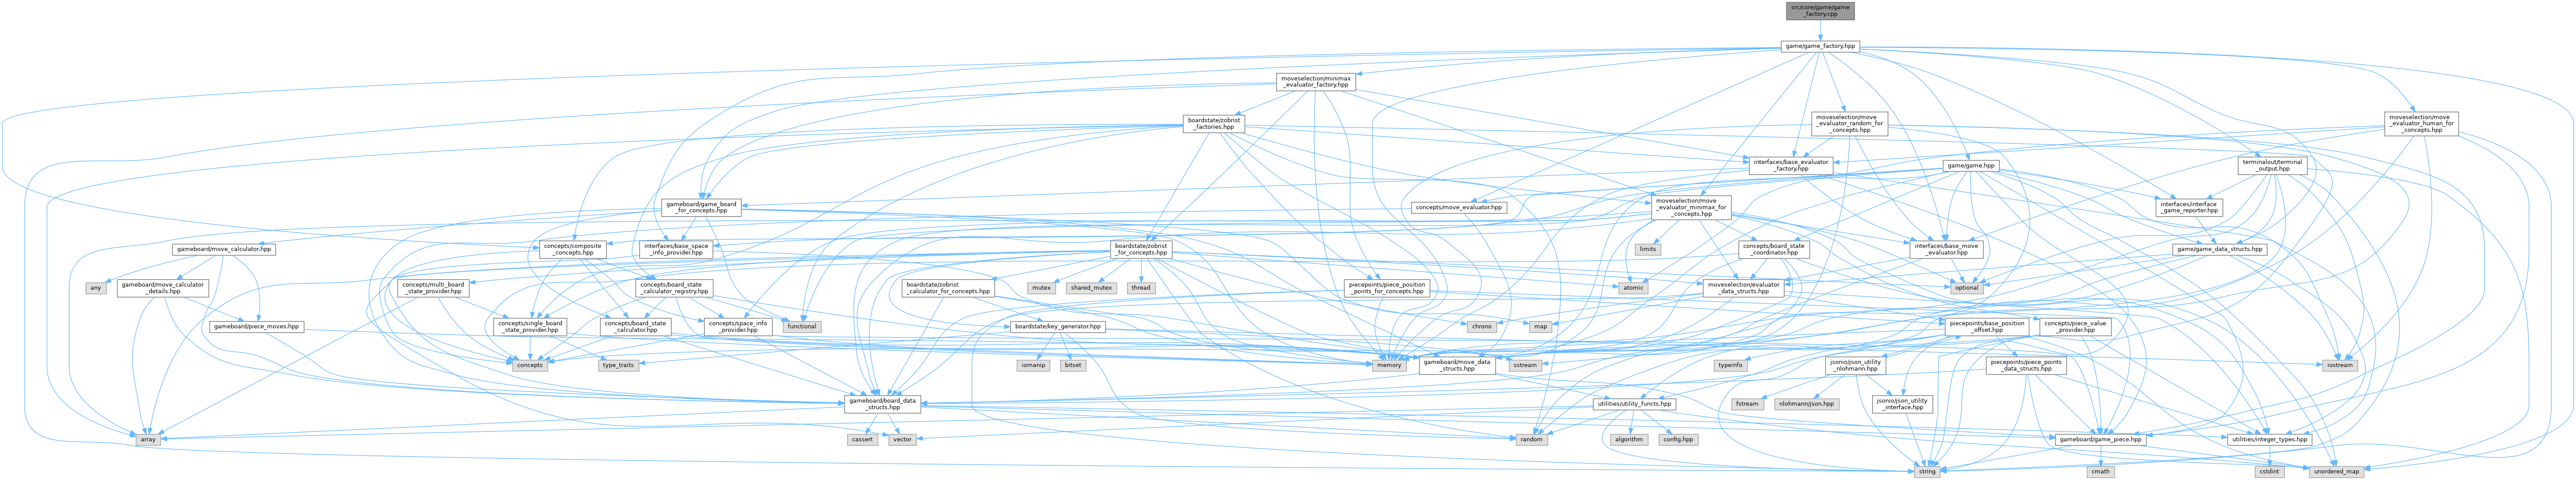 src/core/game/game
_factory.cpp
game/game_factory.hpp
moveselection/minimax
_evaluator_factory.hpp
boardstate/zobrist
_factories.hpp
moveselection/move
_evaluator_random_for
_concepts.hpp
moveselection/move
_evaluator_human_for
_concepts.hpp
interfaces/base_evaluator
_factory.hpp
game/game.hpp
terminalout/terminal
_output.hpp
gameboard/game_board
_for_concepts.hpp
concepts/move_evaluator.hpp
moveselection/move
_evaluator_minimax_for
_concepts.hpp
interfaces/interface
_game_reporter.hpp
gameboard/move_calculator.hpp
concepts/composite
_concepts.hpp
interfaces/base_space
_info_provider.hpp
boardstate/zobrist
_for_concepts.hpp
limits
concepts/board_state
_coordinator.hpp
interfaces/base_move
_evaluator.hpp
game/game_data_structs.hpp
any
gameboard/move_calculator
_details.hpp
concepts/multi_board
_state_provider.hpp
concepts/board_state
_calculator_registry.hpp
boardstate/zobrist
_calculator_for_concepts.hpp
mutex
shared_mutex
thread
piecepoints/piece_position
_points_for_concepts.hpp
atomic
moveselection/evaluator
_data_structs.hpp
optional
gameboard/piece_moves.hpp
concepts/single_board
_state_provider.hpp
concepts/board_state
_calculator.hpp
concepts/space_info
_provider.hpp
functional
boardstate/key_generator.hpp
chrono
map
piecepoints/base_position
_offset.hpp
concepts/piece_value
_provider.hpp
concepts
type_traits
iomanip
bitset
gameboard/move_data
_structs.hpp
memory
sstream
typeinfo
jsonio/json_utility
_nlohmann.hpp
piecepoints/piece_points
_data_structs.hpp
iostream
gameboard/board_data
_structs.hpp
utilities/utility_functs.hpp
fstream
nlohmann/json.hpp
jsonio/json_utility
_interface.hpp
array
cassert
vector
random
algorithm
config.hpp
gameboard/game_piece.hpp
utilities/integer_types.hpp
string
cmath
cstdint
unordered_map